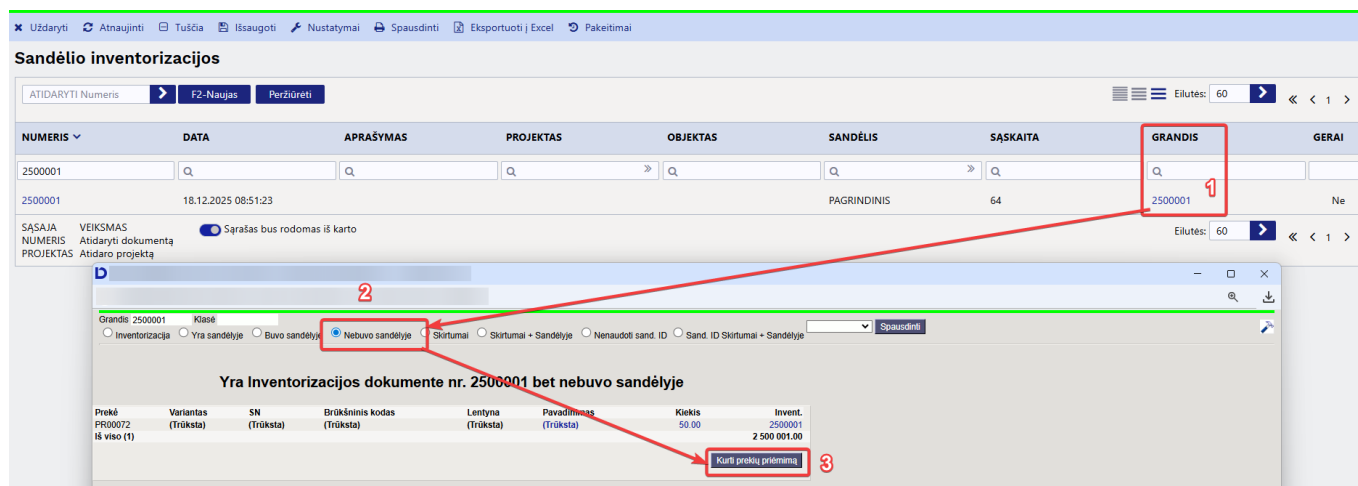 Uždaryti Atnaujinti Tuščia Išsaugoti Nustatymai Spausdinti Eksportuoti į Excel Pakeitimai
Sandėlio inventorizacijos
ATIDARYTI Numeris F2-Naujas Peržiūrėti Eilutės: 60 « < 1 >
NUMERIS DATA APRAŠYMAS PROJEKTAS OBJEKTAS SANDĖLIS SĄSKAITA GRANDIS GERAI
2500001
1
2500001 18.12.2025 08:51:23 PAGRINDINIS 64 2500001 Ne
SĄSAJA VEIKSMAS Sąrašas bus rodomas iš karto Eilutės: 60 « < 1 >
NUMERIS Atidaryti dokumentą
PROJEKTAS Atidaro projektą
2
Grandis 2500001 Klasė
Inventorizacija Yra sandėlyje Buvo sandėlyje Nebuvo sandėlyje Skirtumai Skirtumai + Sandėlyje Nenaudoti sand. ID Sand. ID Skirtumai + Sandėlyje Spausdinti
Yra Inventorizacijos dokumente nr. 2500001 bet nebuvo sandėlyje
Prekė Variantas SN Brūkšninis kodas Lentyna Pavadinimas Kiekis Invent.
PR00072 (Trūksta) (Trūksta) (Trūksta) (Trūksta) (Trūksta) 50.00 2500001
Iš viso (1) 2 500 001.00
Kurti prekių priėmimą 3